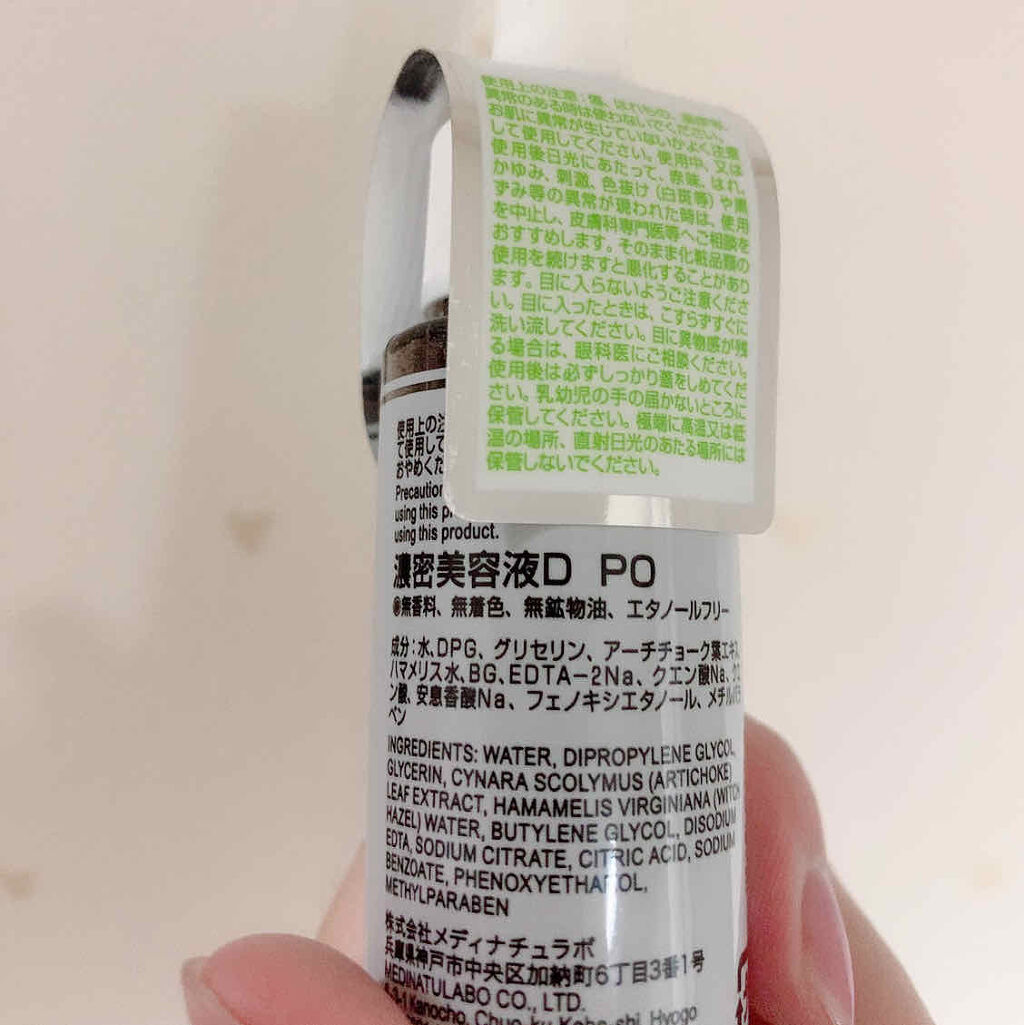 使用上の注意 傷、はれもの、湿疹等、
異常のある時は使わないでください。
お肌に異常が生じていないかよく注意
して使用してください。使用中、又は
使用後日光にあたって、赤味、はれ、
かゆみ、刺激、色抜け（白斑等）や黒
ずみ等の異常が現われた時は、使用
を中止し、皮膚科専門医等へご相談を
おすすめします。そのまま化粧品類の
使用を続けますと悪化することがあり
ます。目に入らないようご注意くださ
い。目に入ったときは、こすらずすぐに
洗い流してください。目に異物感が残
る場合は、眼科医にご相談ください。
使用後は必ずしっかり蓋をしめてくだ
さい。乳幼児の手の届かないところに
保管してください。極端に高温又は低
温の場所、直射日光のあたる場所には
保管しないでください。
使用上の注
て使用して
おやめくだ
Precaution
using this pr
using this product.
濃密美容液D PO
●無香料、無着色、無鉱物油、エタノールフリー
成分：水、DPG、グリセリン、アーチチョーク葉エキス、
ハマメリス水、BG、EDTA－2Na、クエン酸Na、クエ
ン酸、安息香酸Na、フェノキシエタノール、メチルパラ
ベン
INGREDIENTS: WATER, DIPROPYLENE GLYCOL,
GLYCERIN, CYNARA SCOLYMUS (ARTICHOKE)
LEAF EXTRACT, HAMAMELIS VIRGINIANA (WITCH
HAZEL) WATER, BUTYLENE GLYCOL, DISODIUM
EDTA, SODIUM CITRATE, CITRIC ACID, SODIUM
BENZOATE, PHENOXYETHANOL,
METHYLPARABEN
株式会社メディナチュラボ
兵庫県神戸市中央区加納町6丁目3番1号
MEDINATULABO CO., LTD.
6-3-1 Kanocho, Chuo-ku Kobe-shi, Hyogo